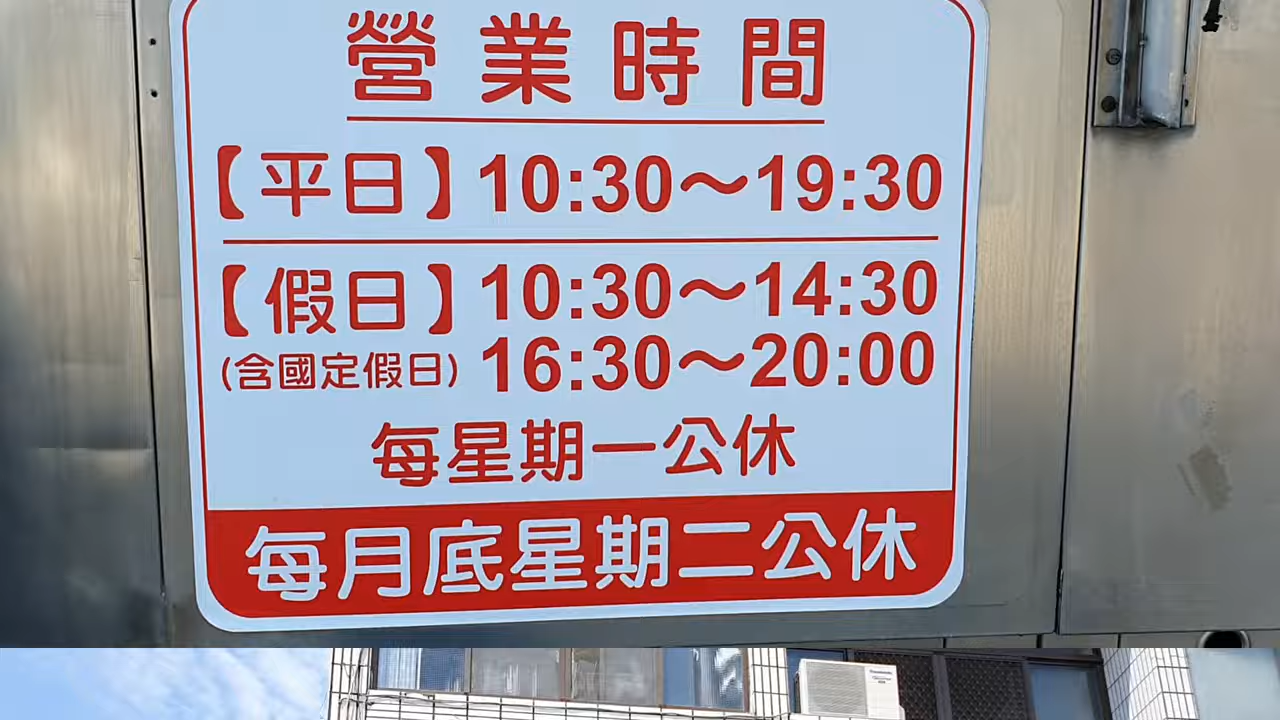 營業時間
【平日】10:30～19:30
【假日】10:30～14:30
(含國定假日) 16:30～20:00
每星期一公休
每月底星期二公休
Panasonic